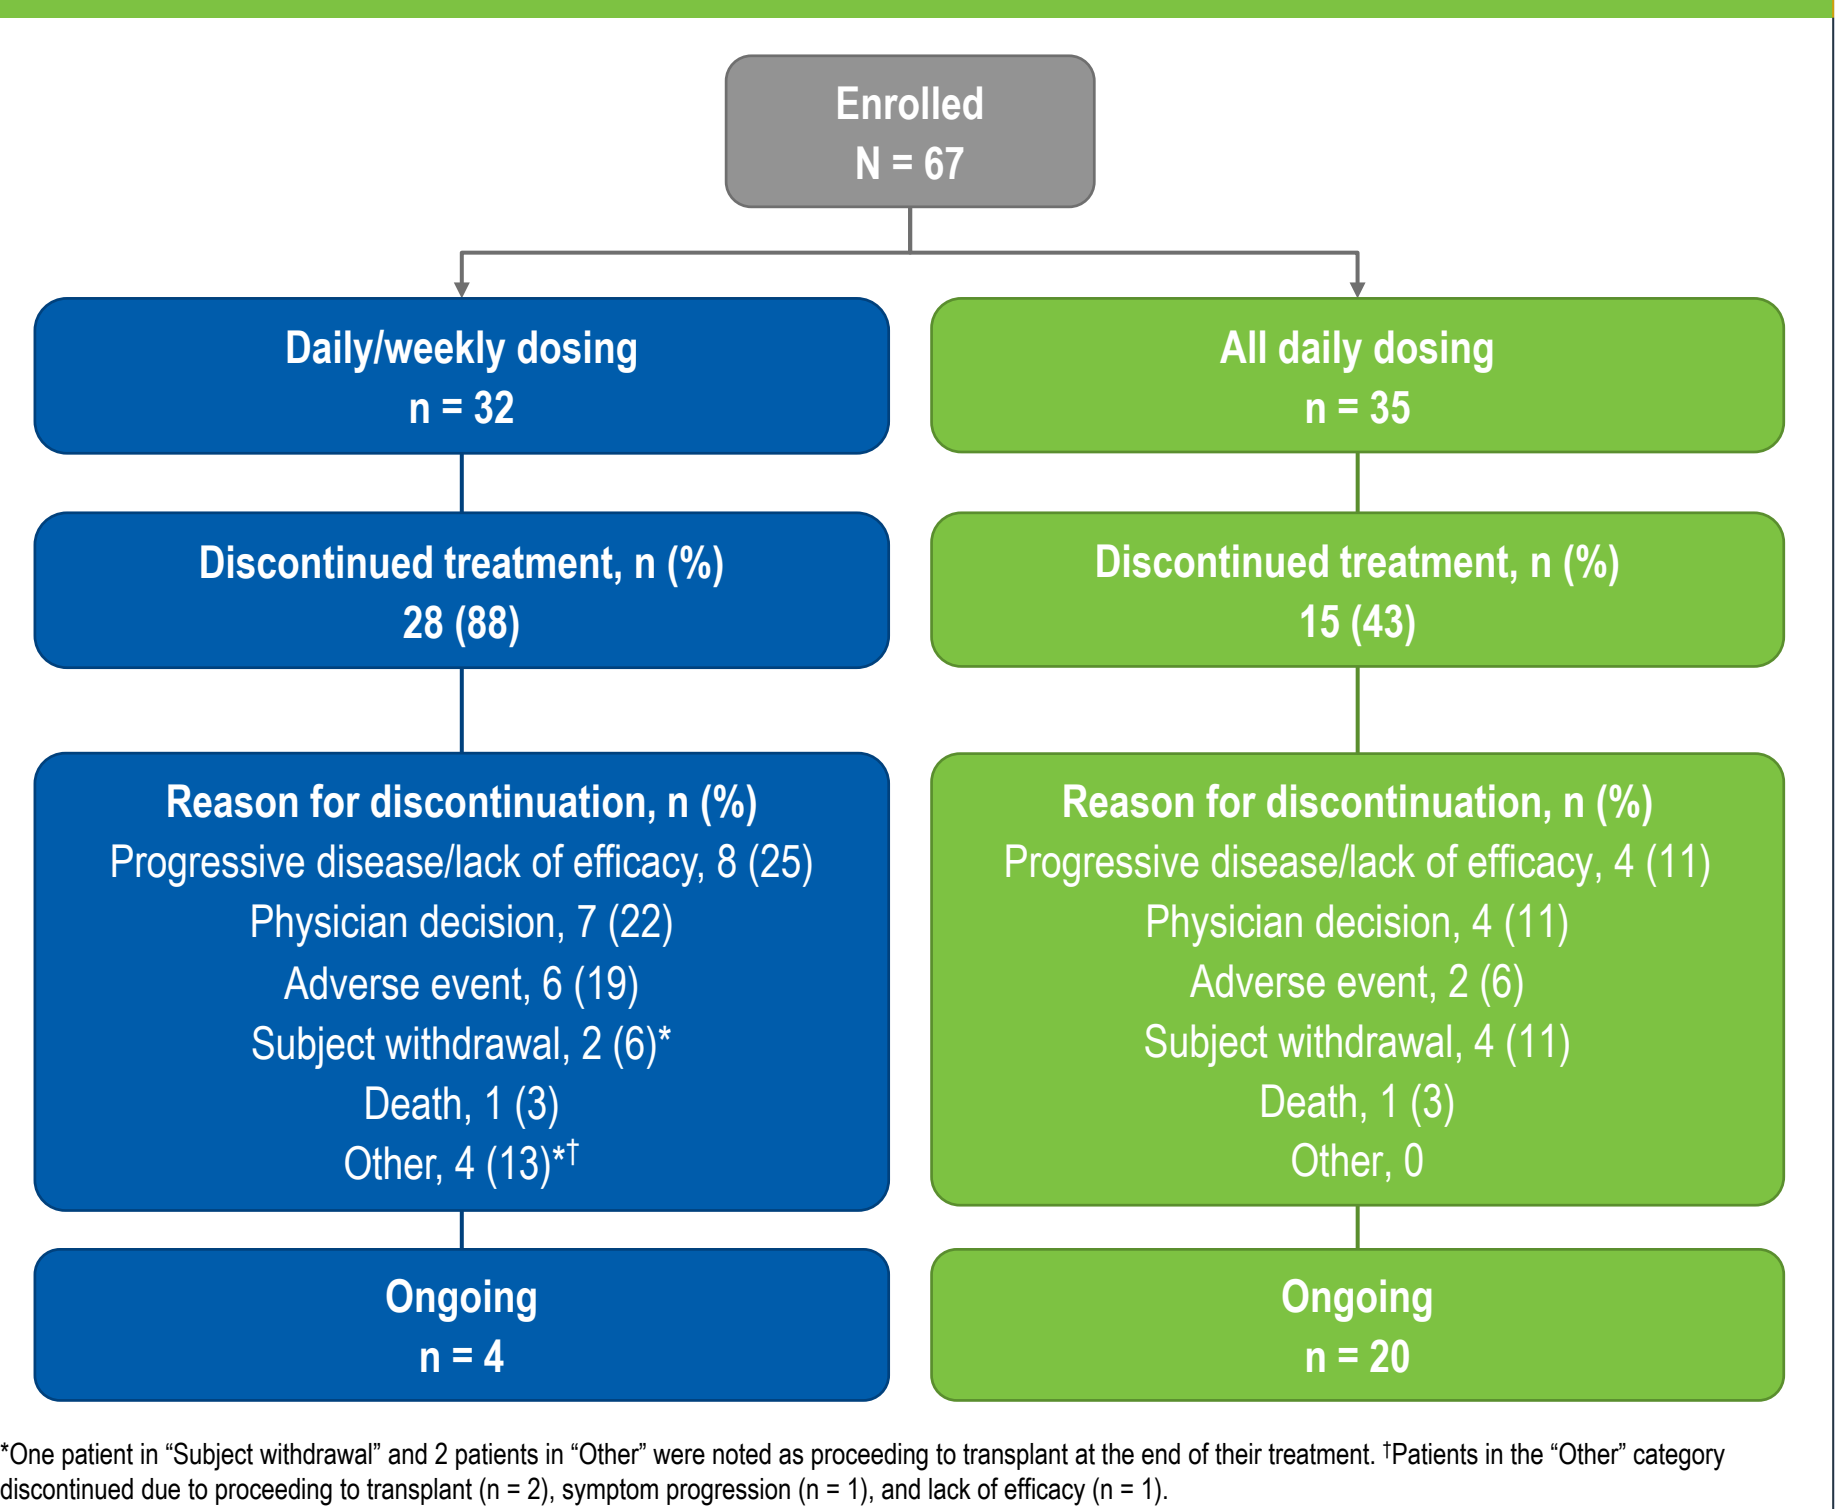 Enrolled
N = 67
Daily/weekly dosing
n = 32
All daily dosing
n = 35
Discontinued treatment, n (%)
28 (88)
Discontinued treatment, n (%)
15 (43)
Reason for discontinuation, n (%)
Progressive disease/lack of efficacy, 8 (25)
Physician decision, 7 (22)
Adverse event, 6 (19)
Subject withdrawal, 2 (6)*
Death, 1 (3)
Other, 4 (13)*†
Reason for discontinuation, n (%)
Progressive disease/lack of efficacy, 4 (11)
Physician decision, 4 (11)
Adverse event, 2 (6)
Subject withdrawal, 4 (11)
Death, 1 (3)
Other, 0
Ongoing
n = 4
Ongoing
n = 20
*One patient in “Subject withdrawal” and 2 patients in “Other” were noted as proceeding to transplant at the end of their treatment. †Patients in the “Other” category
discontinued due to proceeding to transplant (n = 2), symptom progression (n = 1), and lack of efficacy (n = 1).